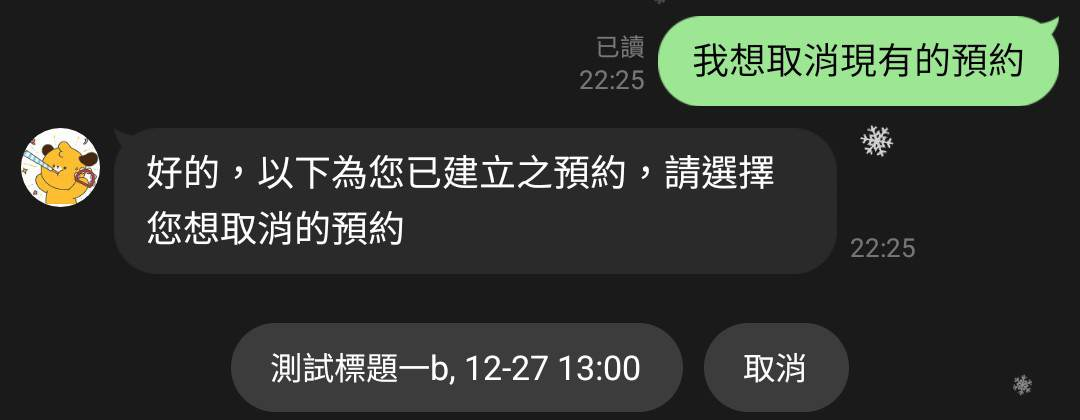 我想取消現有的預約
已讀
22:25
好的，以下為您已建立之預約，請選擇
您想取消的預約
22:25
測試標題一b, 12-27 13:00
取消